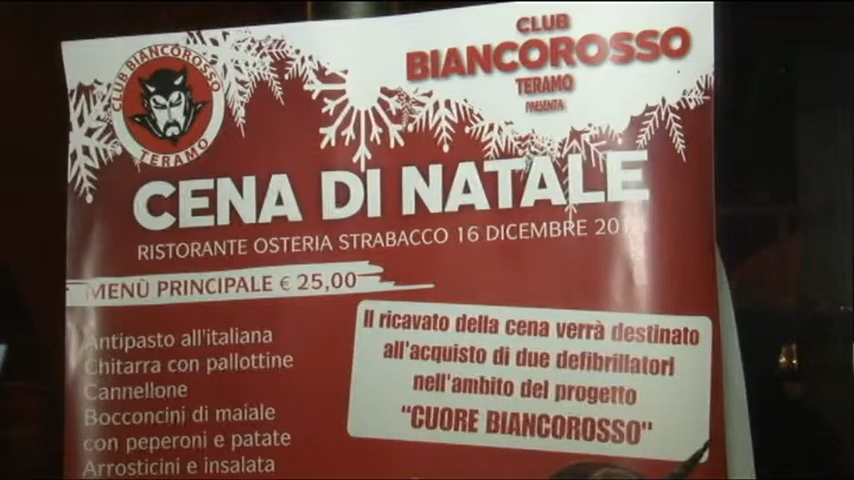 CLUB BIANCOROSSO
TERAMO
CLUB
BIANCOROSSO
TERAMO
PRESENTA
CENA DI NATALE
RISTORANTE OSTERIA STRABACCO 16 DICEMBRE
MENÙ PRINCIPALE € 25,00
Antipasto all'italiana
Chitarra con pallottine
Cannellone
Bocconcini di maiale
con peperoni e patate
Arrosticini e insalata
Il ricavato della cena verrà destinato
all'acquisto di due defibrillatori
nell'ambito del progetto
"CUORE BIANCOROSSO"